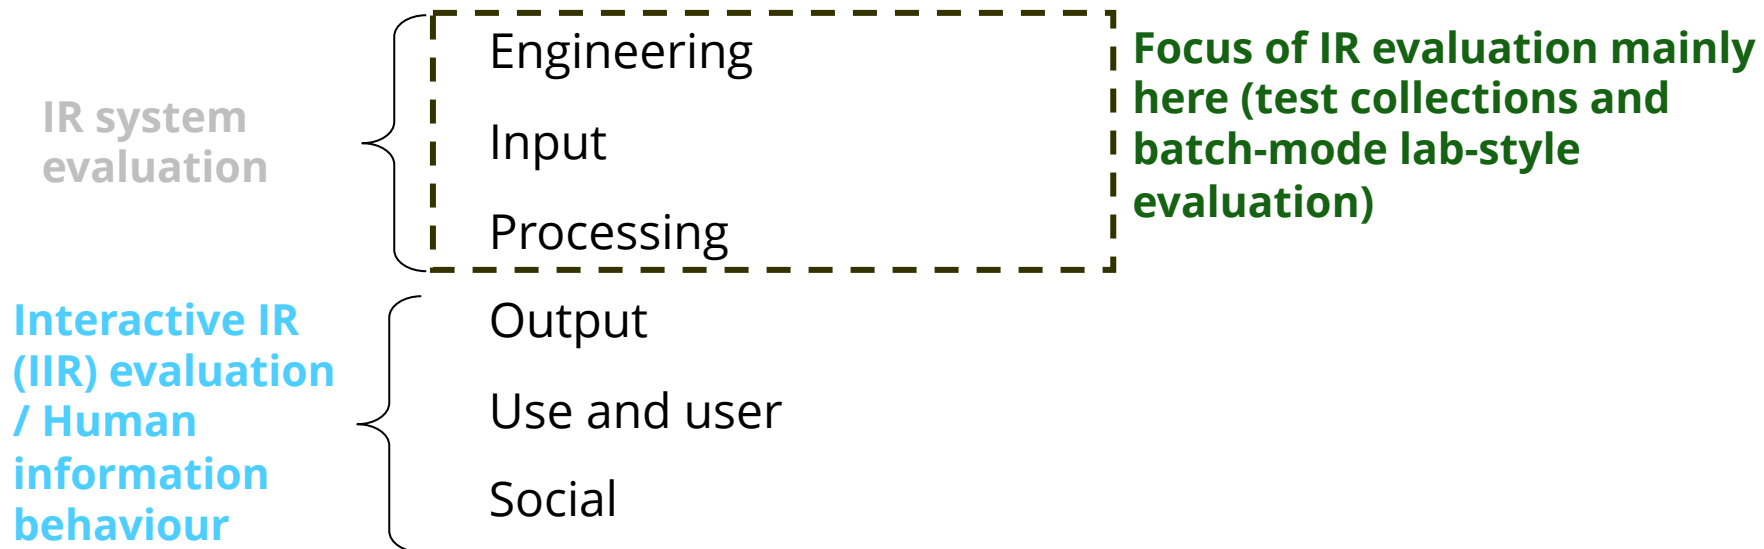 IR system
evaluation
Engineering
Input
Processing
Focus of IR evaluation mainly
here (test collections and
batch-mode lab-style
evaluation)
Interactive IR
(IIR) evaluation
/ Human
information
behaviour
Output
Use and user
Social